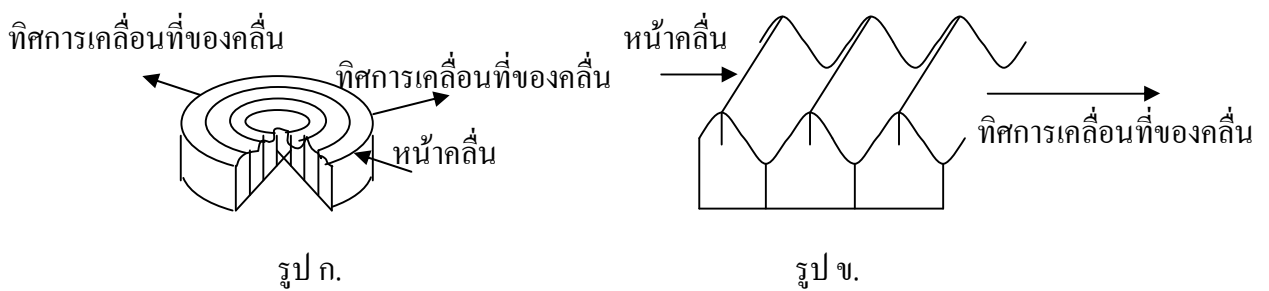 ทิศการเคลื่อนที่ของคลื่น
ทิศการเคลื่อนที่ของคลื่น
หน้าคลื่น
รูป ก.
หน้าคลื่น
ทิศการเคลื่อนที่ของคลื่น
รูป ข.